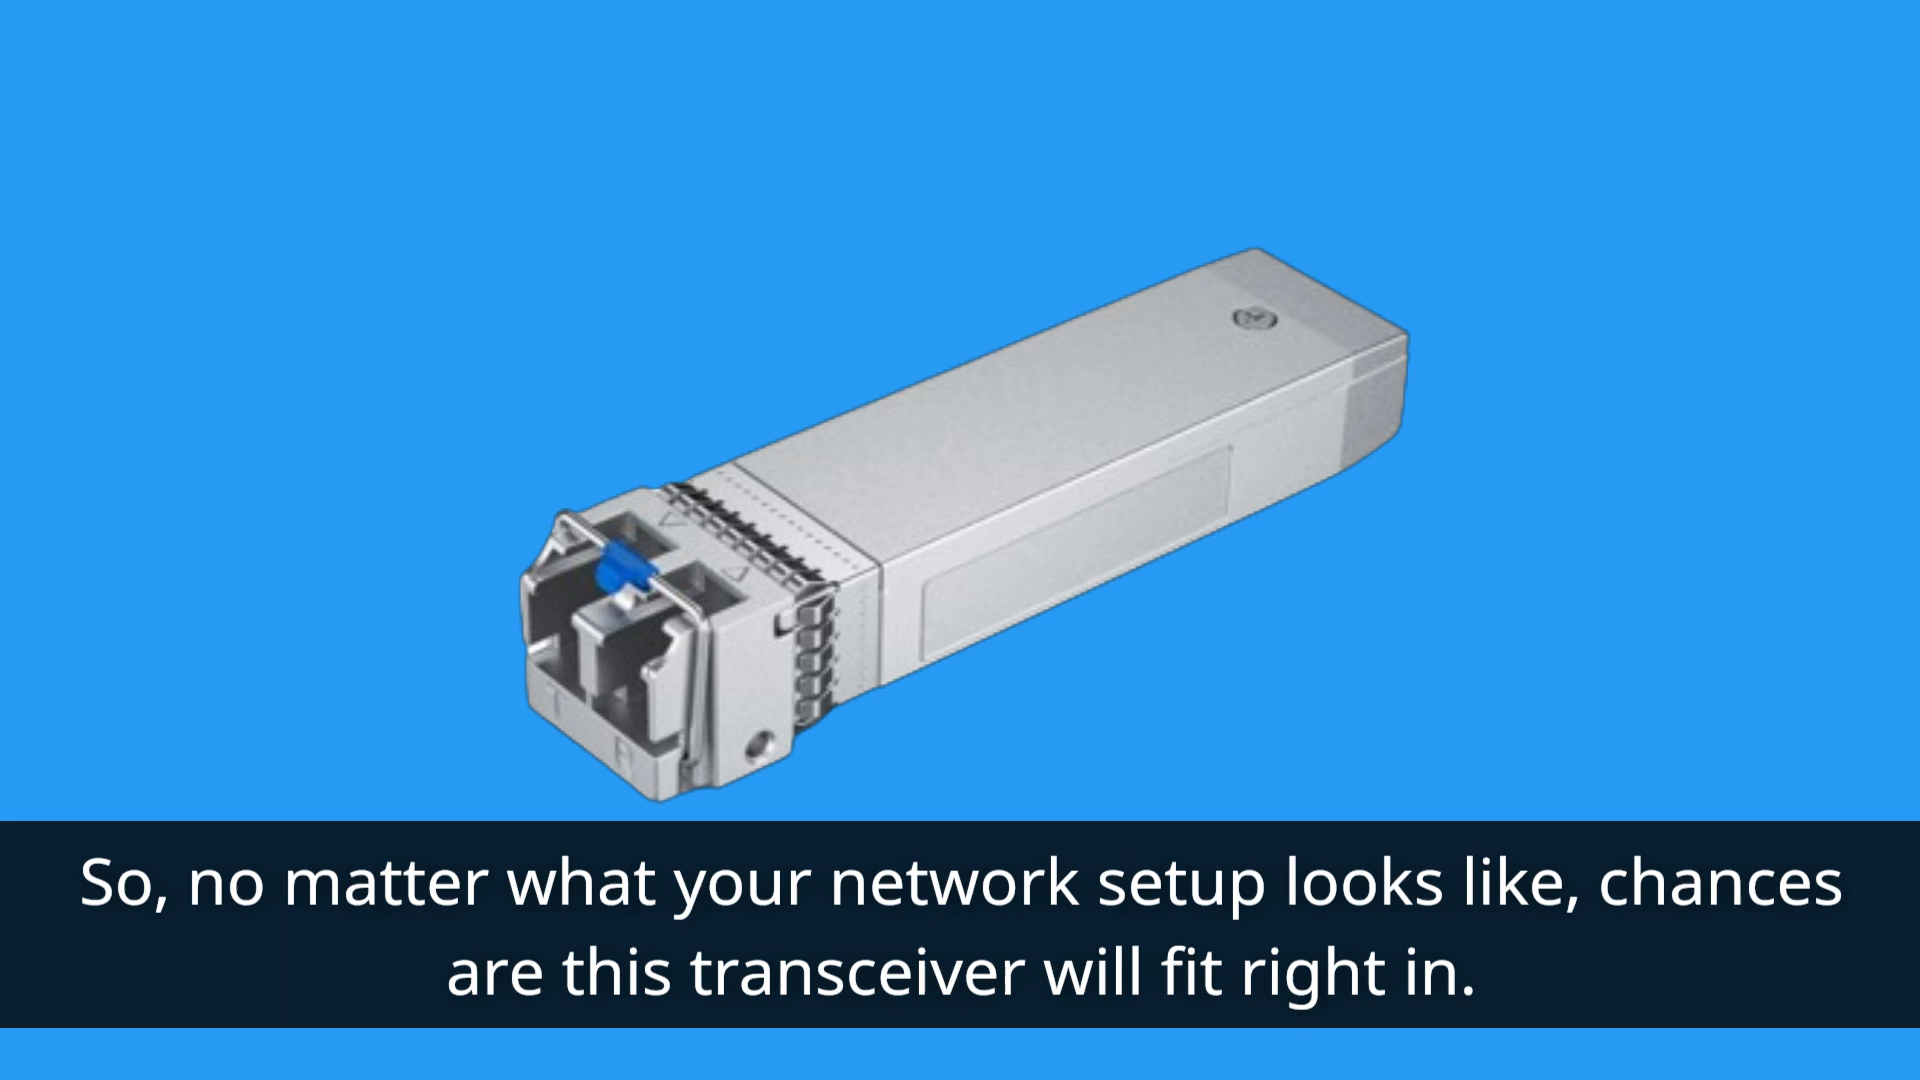 So, no matter what your network setup looks like, chances
are this transceiver will fit right in.